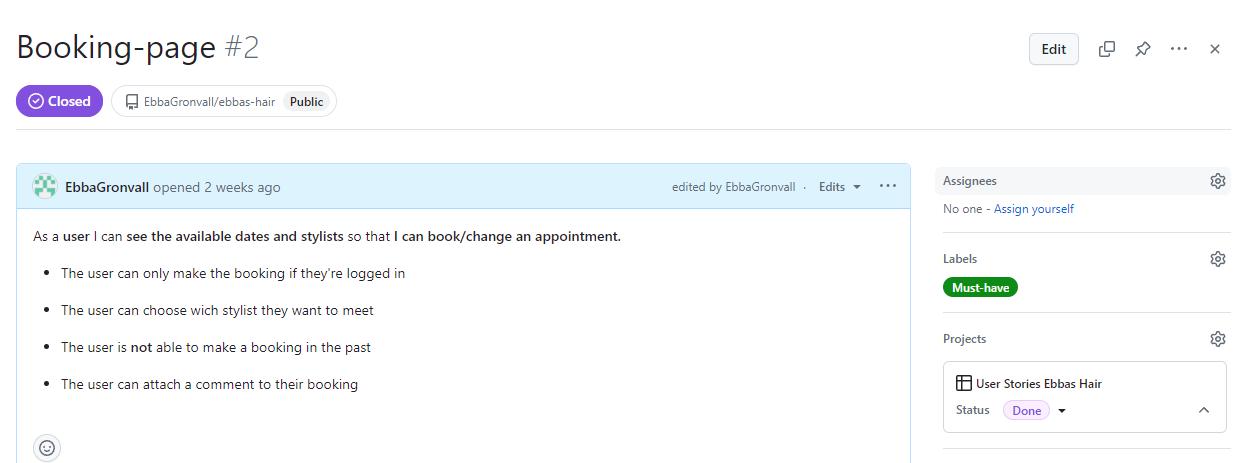 Booking-page #2
Edit
Closed
EbbaGronvall/ebbas-hair Public
EbbaGronvall opened 2 weeks ago
edited by EbbaGronvall · Edits
Assignees
No one - Assign yourself
As a user I can see the available dates and stylists so that I can book/change an appointment.
The user can only make the booking if they're logged in
The user can choose wich stylist they want to meet
The user is not able to make a booking in the past
The user can attach a comment to their booking
Labels
Must-have
Projects
User Stories Ebbas Hair
Status Done